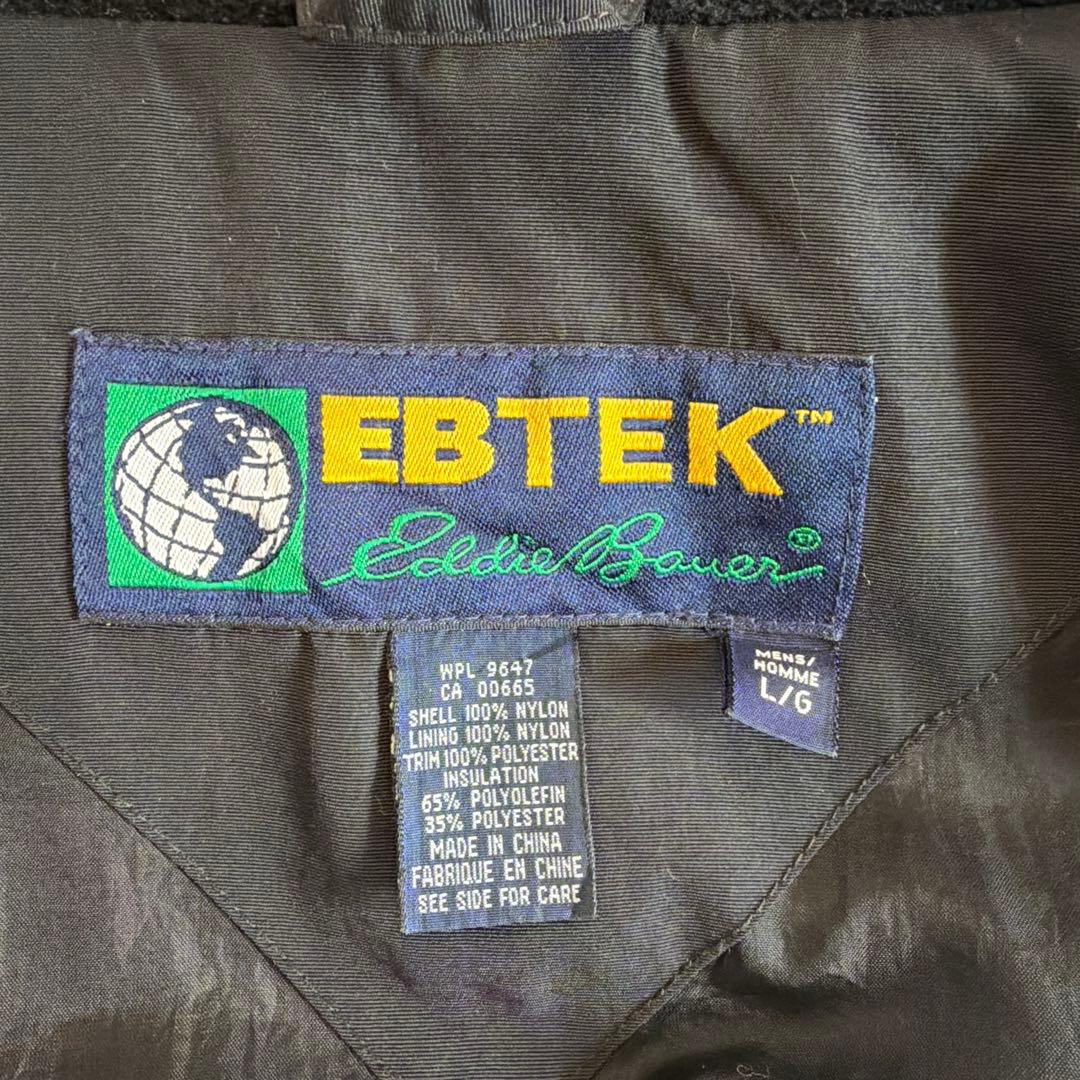 EBTEK™
Eddie Bauer®
MENS/
HOMME
L/G
WPL 9647
CA 00665
SHELL 100% NYLON
LINING 100% NYLON
TRIM 100% POLYESTER
INSULATION
65% POLYOLEFIN
35% POLYESTER
MADE IN CHINA
FABRIQUE EN CHINE
SEE SIDE FOR CARE